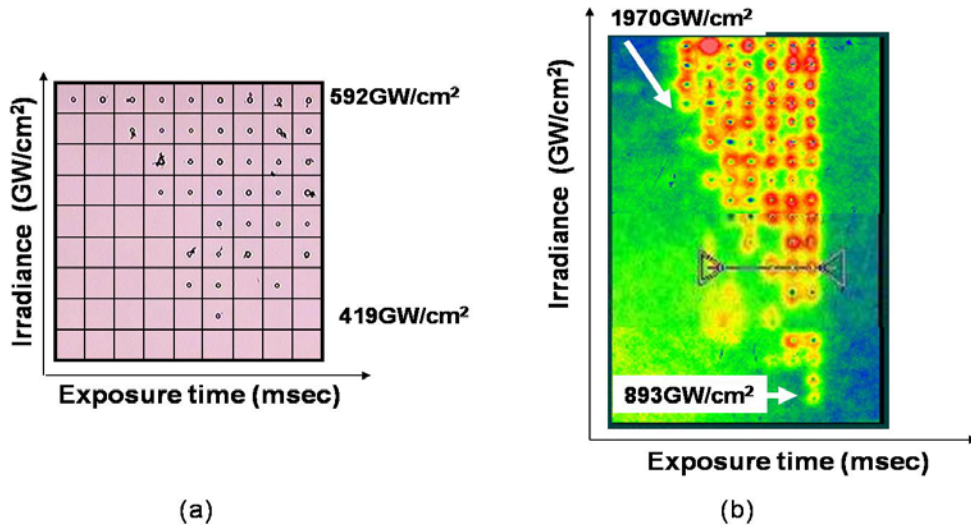 1970GW/cm²
592GW/cm²
Irradiance (GW/cm²)
419GW/cm²
Exposure time (msec)
(a)
Irradiance (GW/cm²)
893GW/cm²
Exposure time (msec)
(b)